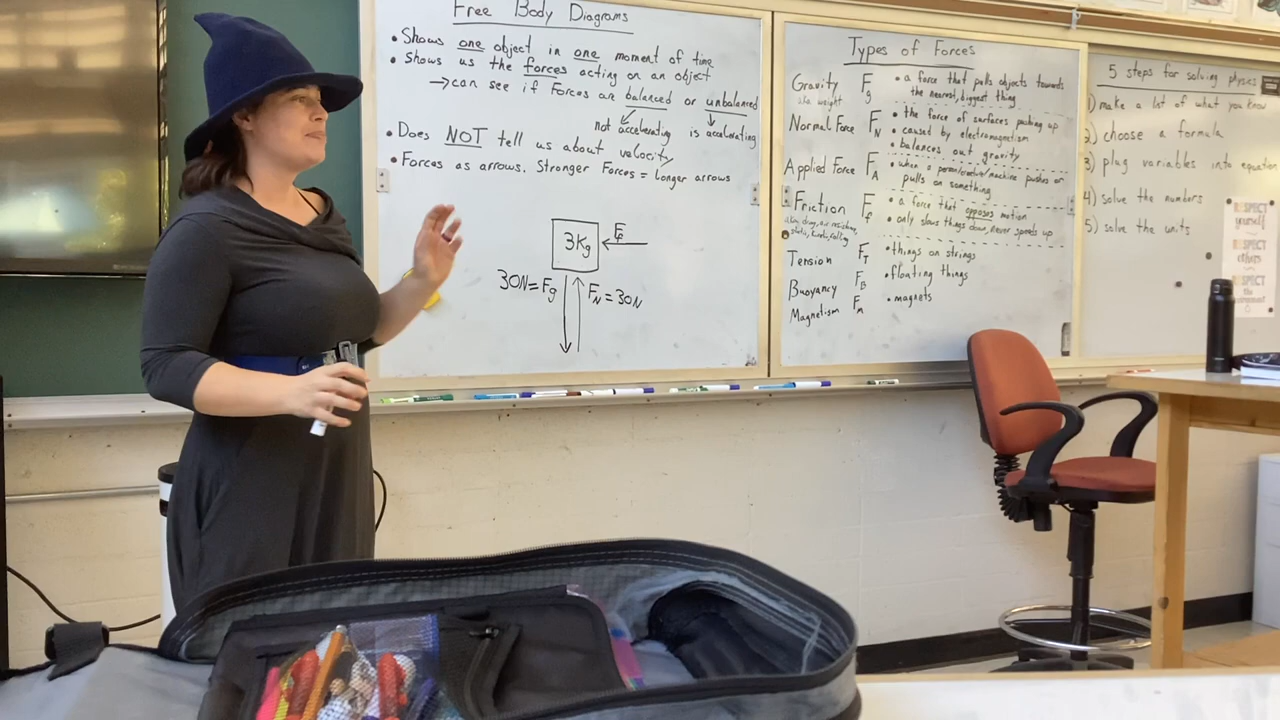 Free Body Diagrams
• Shows one object in one moment of time
• Shows us the forces acting on an object
→ can see if Forces are balanced or unbalanced
not accelerating is accelerating
• Does NOT tell us about velocity
• Forces as arrows. Stronger Forces = longer arrows
3Kg
Ff
30N = Fg
FN = 30N
Types of Forces
Gravity Fg • a force that pulls objects towards
the nearest, biggest thing
Normal Force FN • the force of surfaces pushing up
• caused by electromagnetism
• balances out gravity
Applied Force FA • when a person/creature/machine pushes or
pulls on something
Friction Ff • a force that opposes motion
• only slows things down, never speeds up
Tension FT • things on strings
Buoyancy FB • floating things
Magnetism Fm • magnets
5 steps for solving physics
1) make a list of what you know
2) choose a formula
3) plug variables into equation
4) solve the numbers
5) solve the units
RESPECT
yourself
RESPECT
others
RESPECT
the
environment